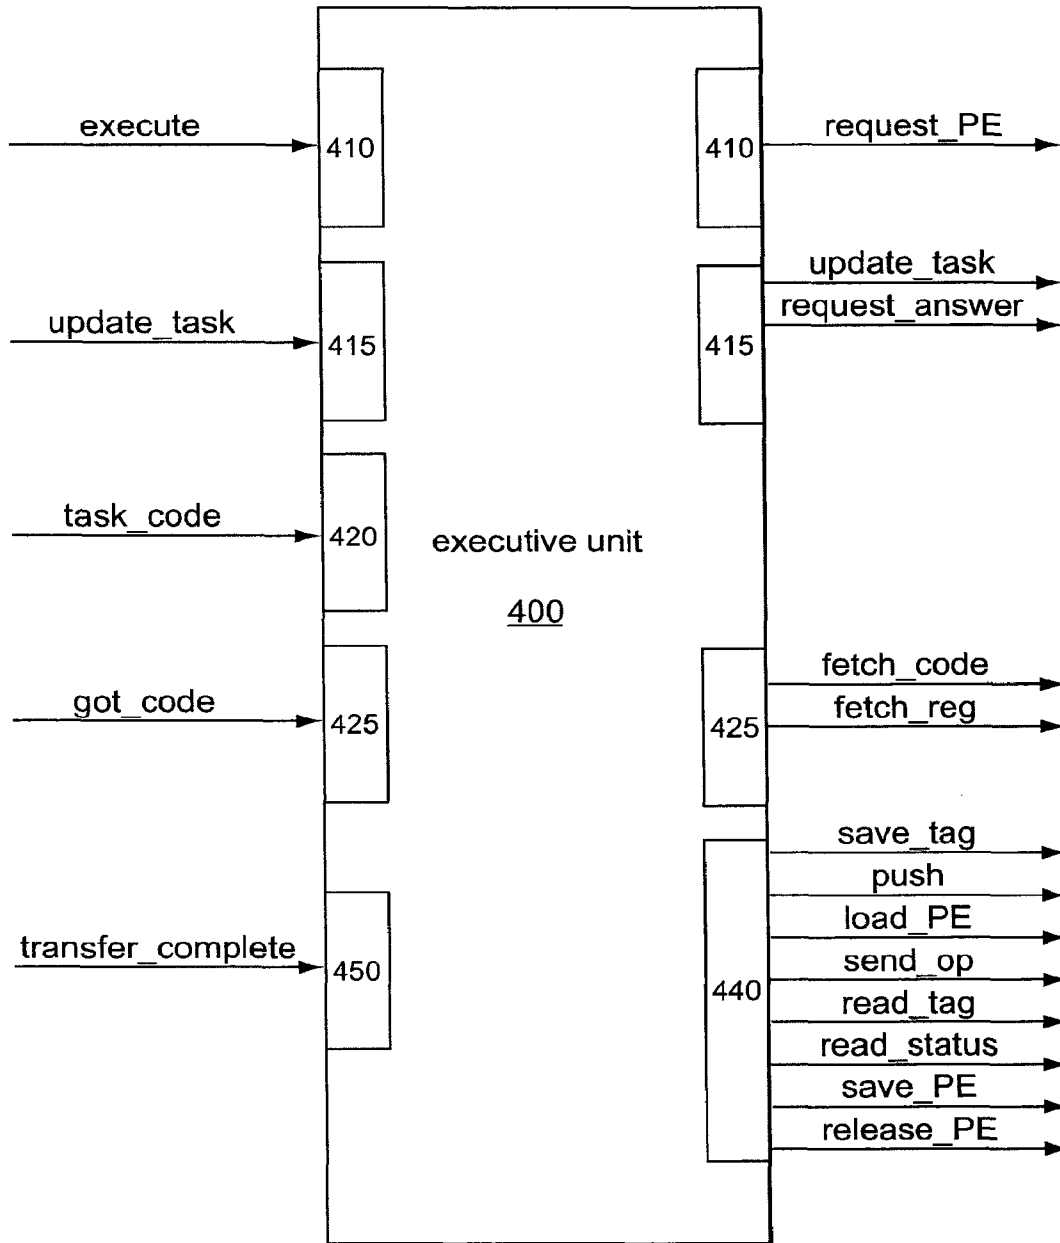 execute
410
410
request_PE
update_task
415
415
update_task
request_answer
task_code
420
executive unit
400
got_code
425
425
fetch_code
fetch_reg
transfer_complete
450
440
save_tag
push
load_PE
send_op
read_tag
read_status
save_PE
release_PE